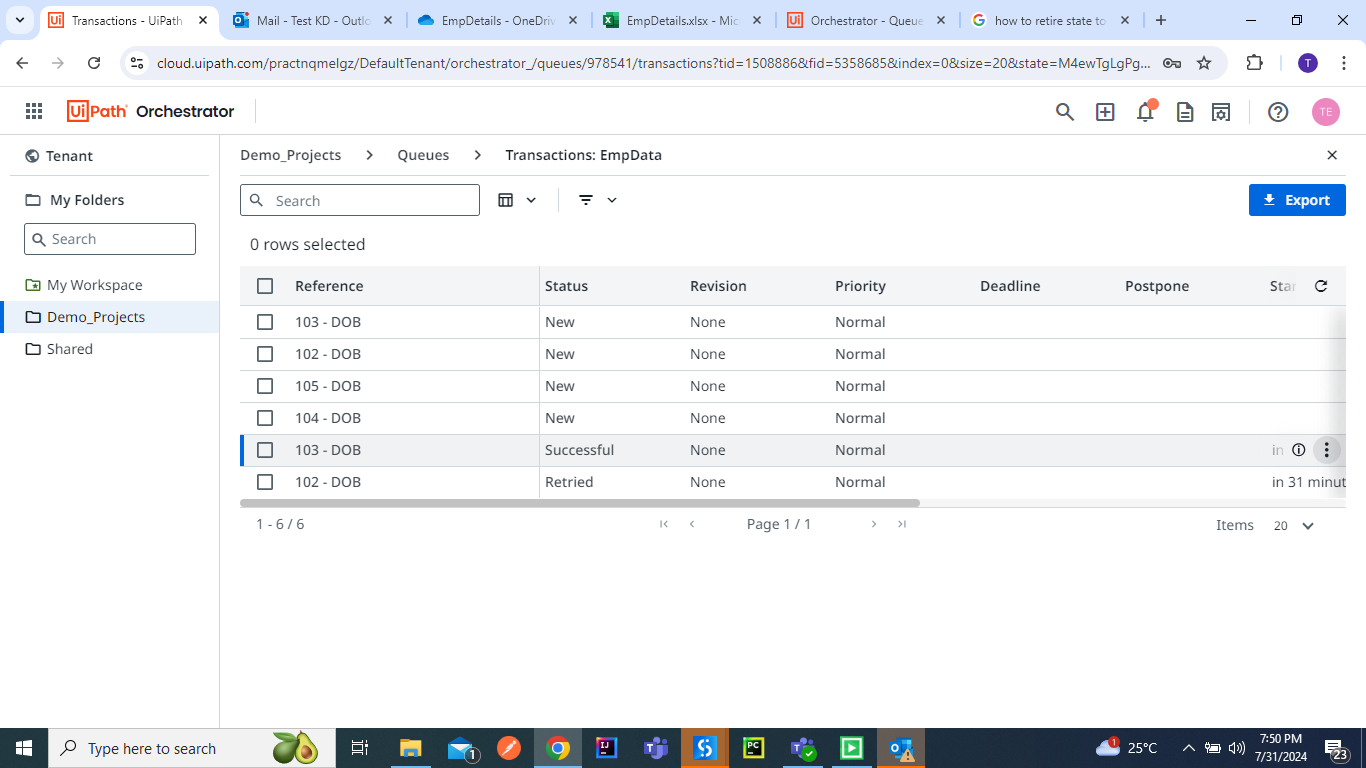 Transactions - UiPath
Mail - Test KD - Outlo
EmpDetails - OneDriv
EmpDetails.xlsx - Mic
Orchestrator - Queue
how to retire state to
cloud.uipath.com/practnqmelgz/DefaultTenant/orchestrator_/queues/978541/transactions?tid=1508886&fid=5358685&index=0&size=20&state=M4ewTgLgPg...
T
Ui Path Orchestrator
TE
Tenant
My Folders
Search
My Workspace
Demo_Projects
Shared
Demo_Projects > Queues > Transactions: EmpData
Search
Export
0 rows selected
Reference Status Revision Priority Deadline Postpone Star
103 - DOB New None Normal
102 - DOB New None Normal
105 - DOB New None Normal
104 - DOB New None Normal
103 - DOB Successful None Normal in
102 - DOB Retried None Normal in 31 minut
1 - 6 / 6
Page 1 / 1
Items 20
Type here to search
1
PC
1
25°C
7:50 PM
7/31/2024
23